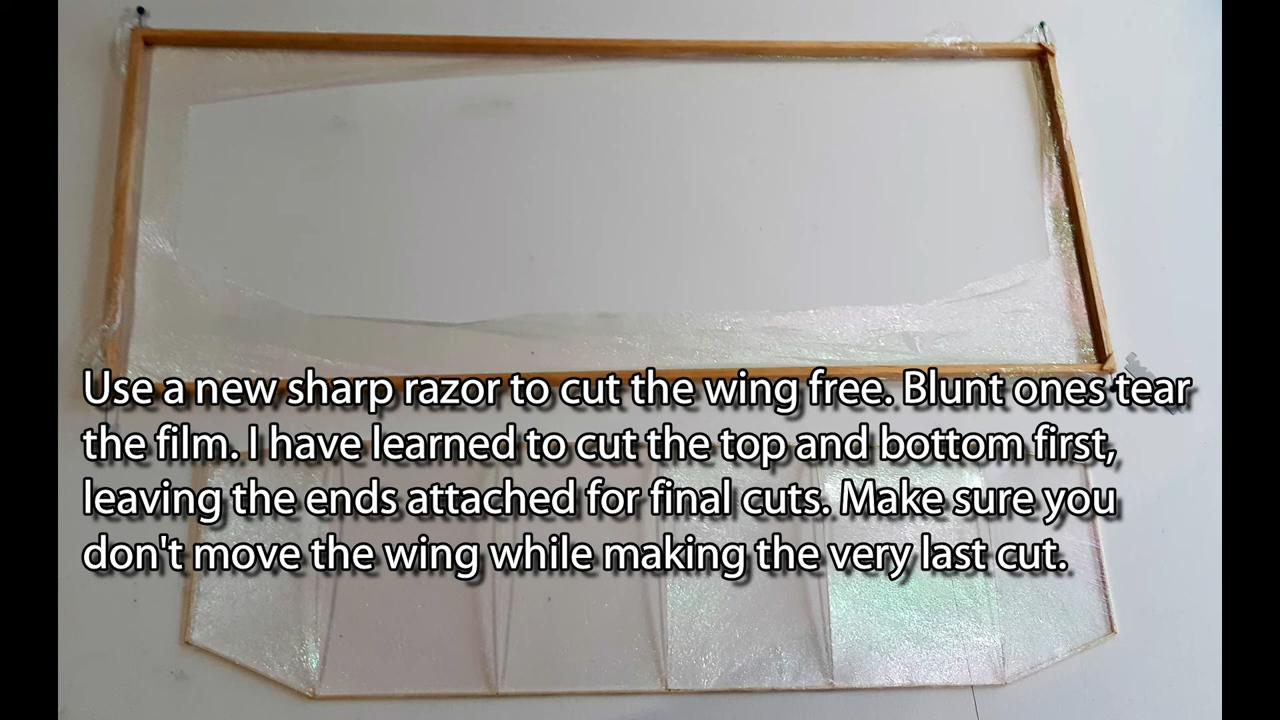 Use a new sharp razor to cut the wing free. Blunt ones tear
the film. I have learned to cut the top and bottom first,
leaving the ends attached for final cuts. Make sure you
don't move the wing while making the very last cut.